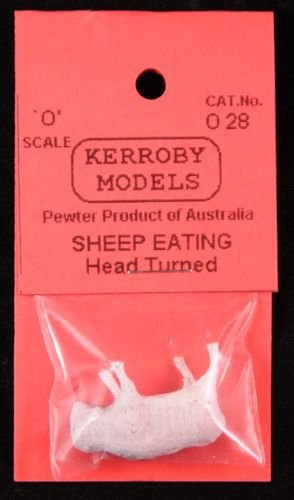 'O'
SCALE
CAT.No.
O 28
KERROBY
MODELS
Pewter Product of Australia
SHEEP EATING
Head Turned